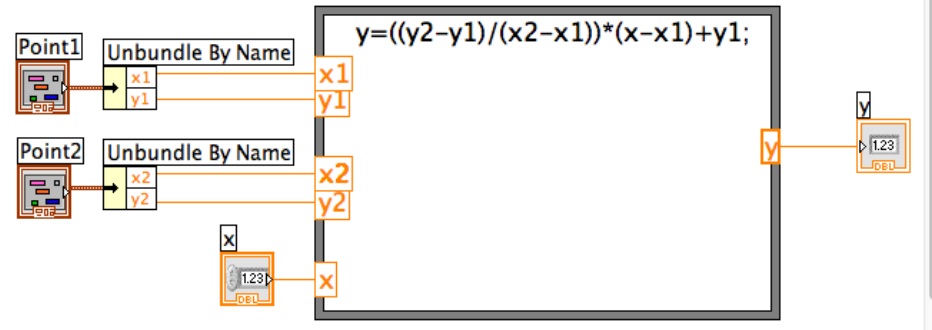 y=((y2-y1)/(x2-x1))*(x-x1)+y1;
Point1
Unbundle By Name
x1
y1
x1
y1
Point2
Unbundle By Name
x2
y2
x2
y2
x
1.23
DBL
x
y
y
1.23
DBL